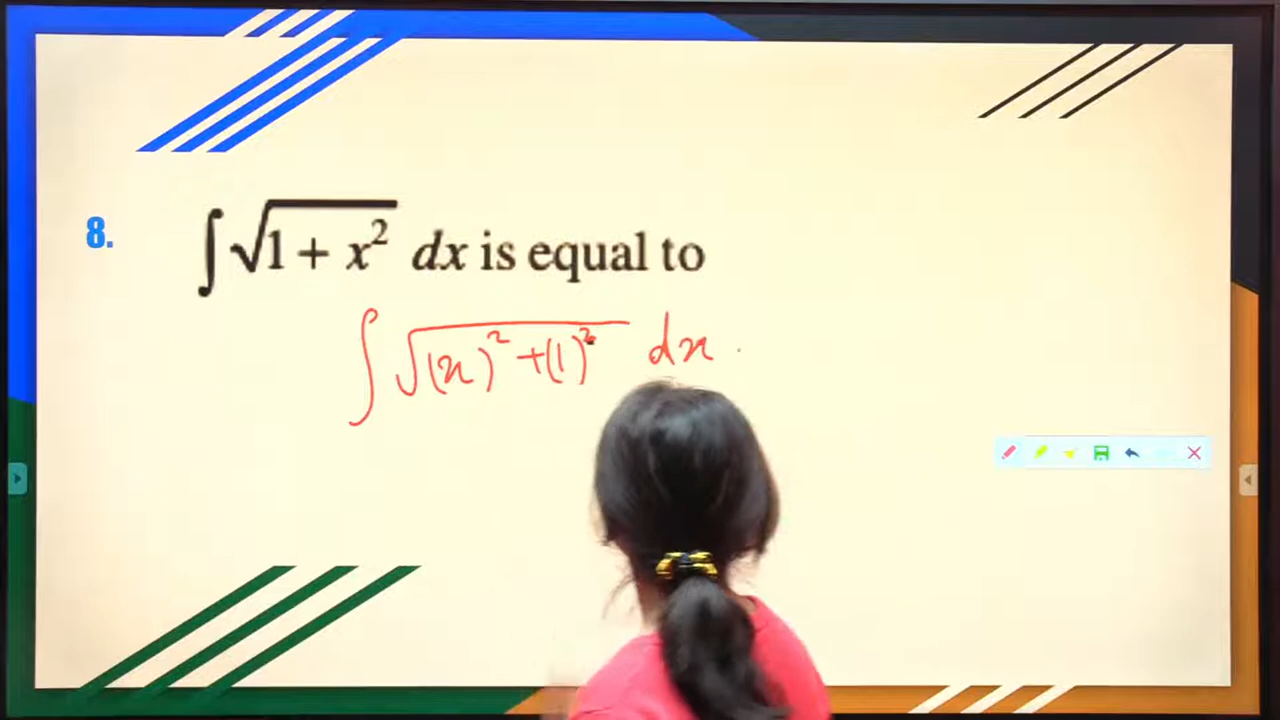 8. ∫√1 + x² dx is equal to
∫√(x)² + (1)² dx